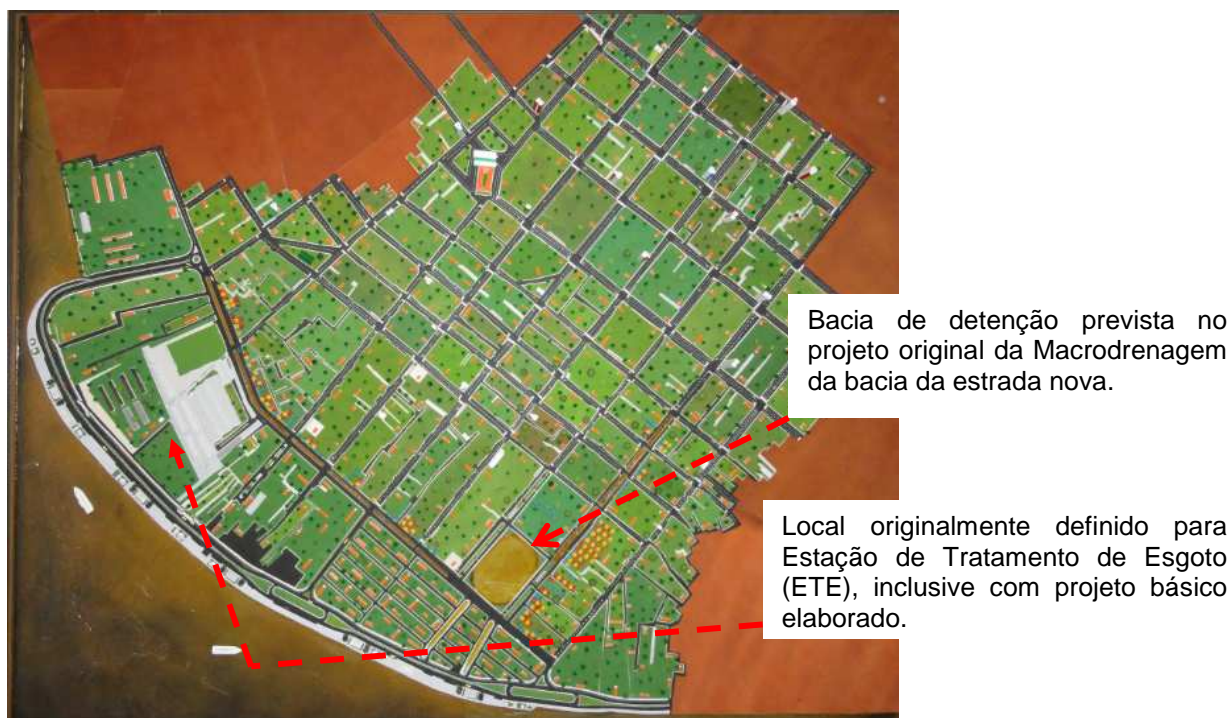 Bacia de detenção prevista no
projeto original da Macrodrenagem
da bacia da estrada nova.
Local originalmente definido para
Estação de Tratamento de Esgoto
(ETE), inclusive com projeto básico
elaborado.